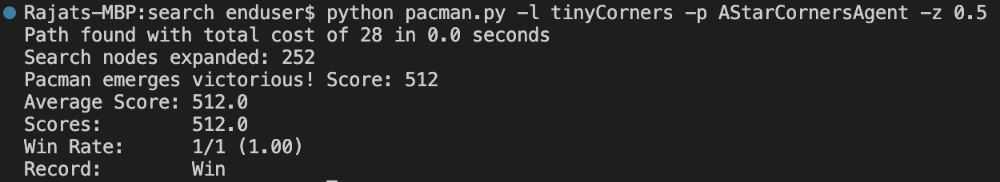 Rajats-MBP:search enduser$ python pacman.py -l tinyCorners -p AStarCornersAgent -z 0.5
Path found with total cost of 28 in 0.0 seconds
Search nodes expanded: 252
Pacman emerges victorious! Score: 512
Average Score: 512.0
Scores:        512.0
Win Rate:      1/1 (1.00)
Record:        Win